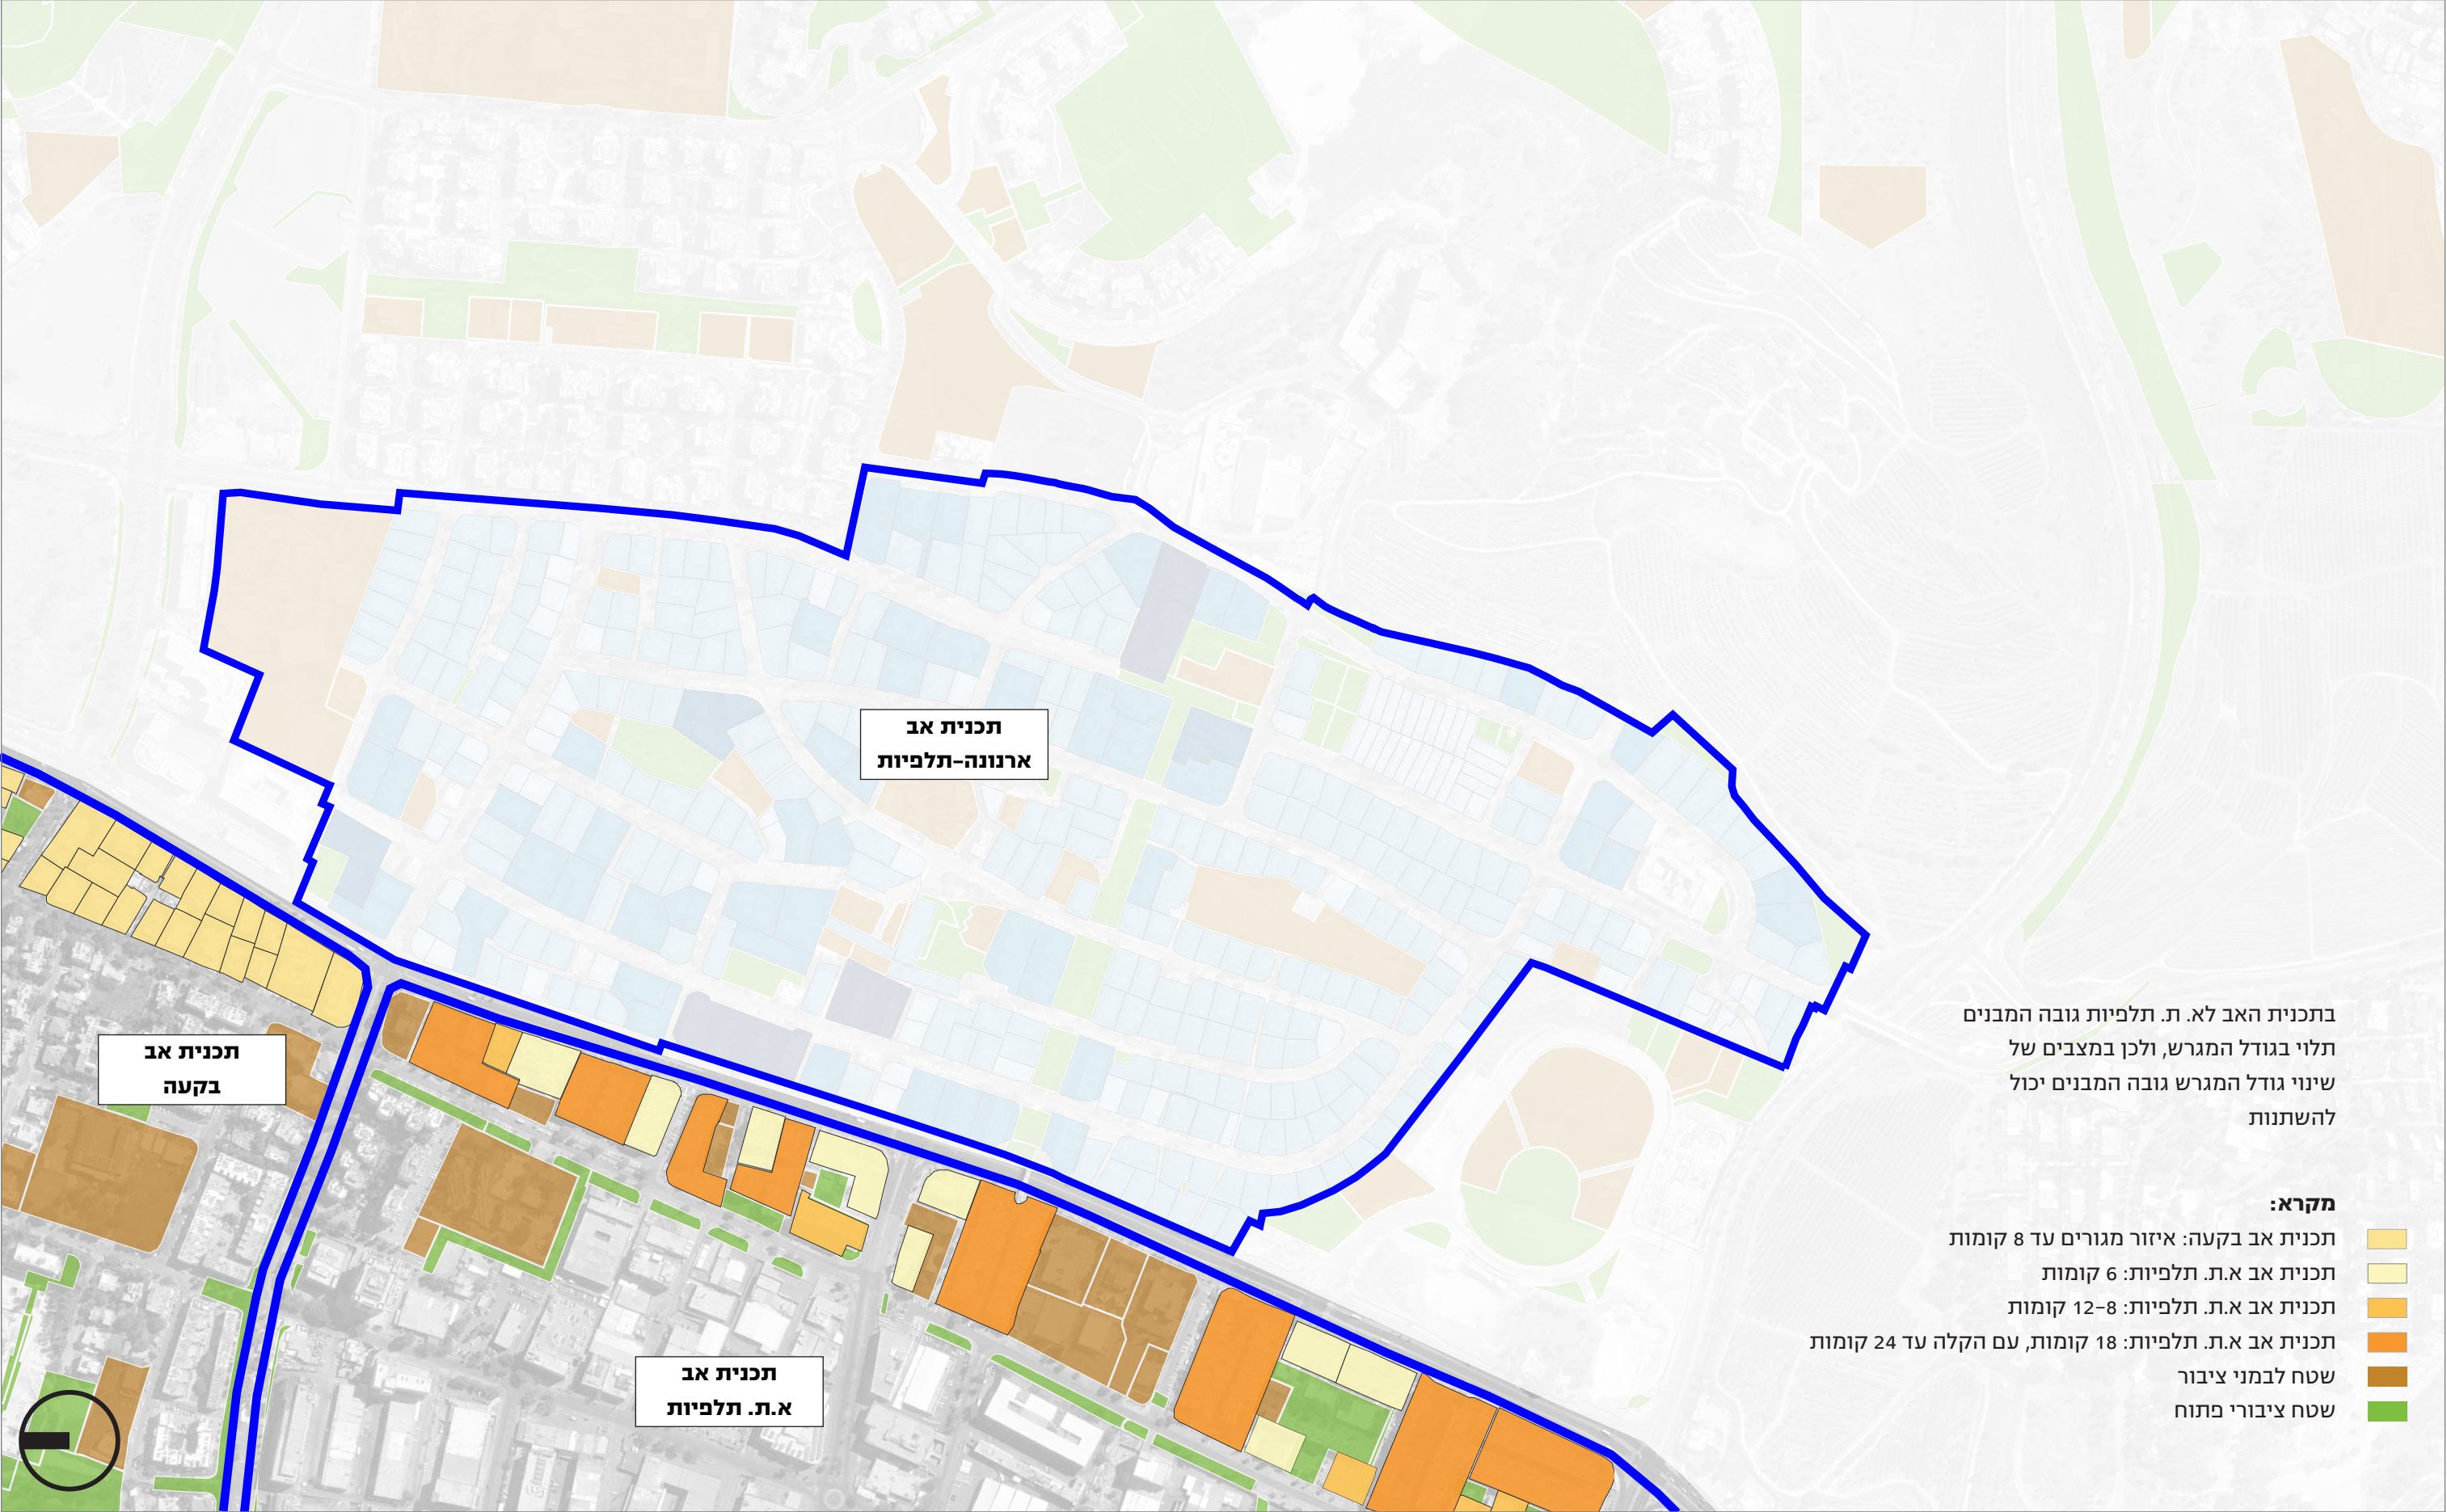 תכנית אב
ארנונה-תלפיות
תכנית אב
בקעה
תכנית אב
א.ת. תלפיות
בתכנית האב לא. ת. תלפיות גובה המבנים
תלוי בגודל המגרש, ולכן במצבים של
שינוי גודל המגרש גובה המבנים יכול
להשתנות
מקרא:
תכנית אב בקעה: איזור מגורים עד 8 קומות
תכנית אב א.ת. תלפיות: 6 קומות
תכנית אב א.ת. תלפיות: 8-12 קומות
תכנית אב א.ת. תלפיות: 18 קומות, עם הקלה עד 24 קומות
שטח לבמני ציבור
שטח ציבורי פתוח